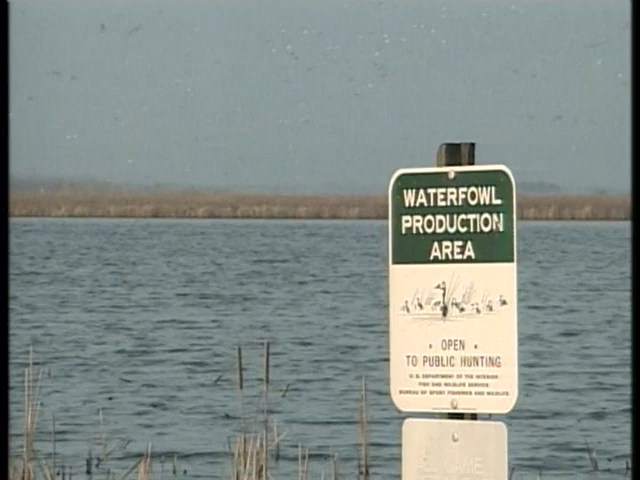 WATERFOWL
PRODUCTION
AREA
OPEN
TO PUBLIC HUNTING
U.S. DEPARTMENT OF THE INTERIOR
FISH AND WILDLIFE SERVICE
BUREAU OF SPORT FISHERIES AND WILDLIFE